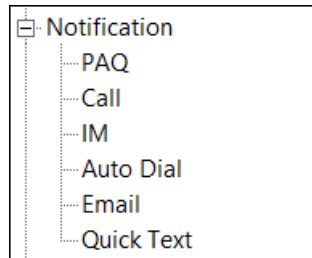 Notification
PAQ
Call
IM
Auto Dial
Email
Quick Text